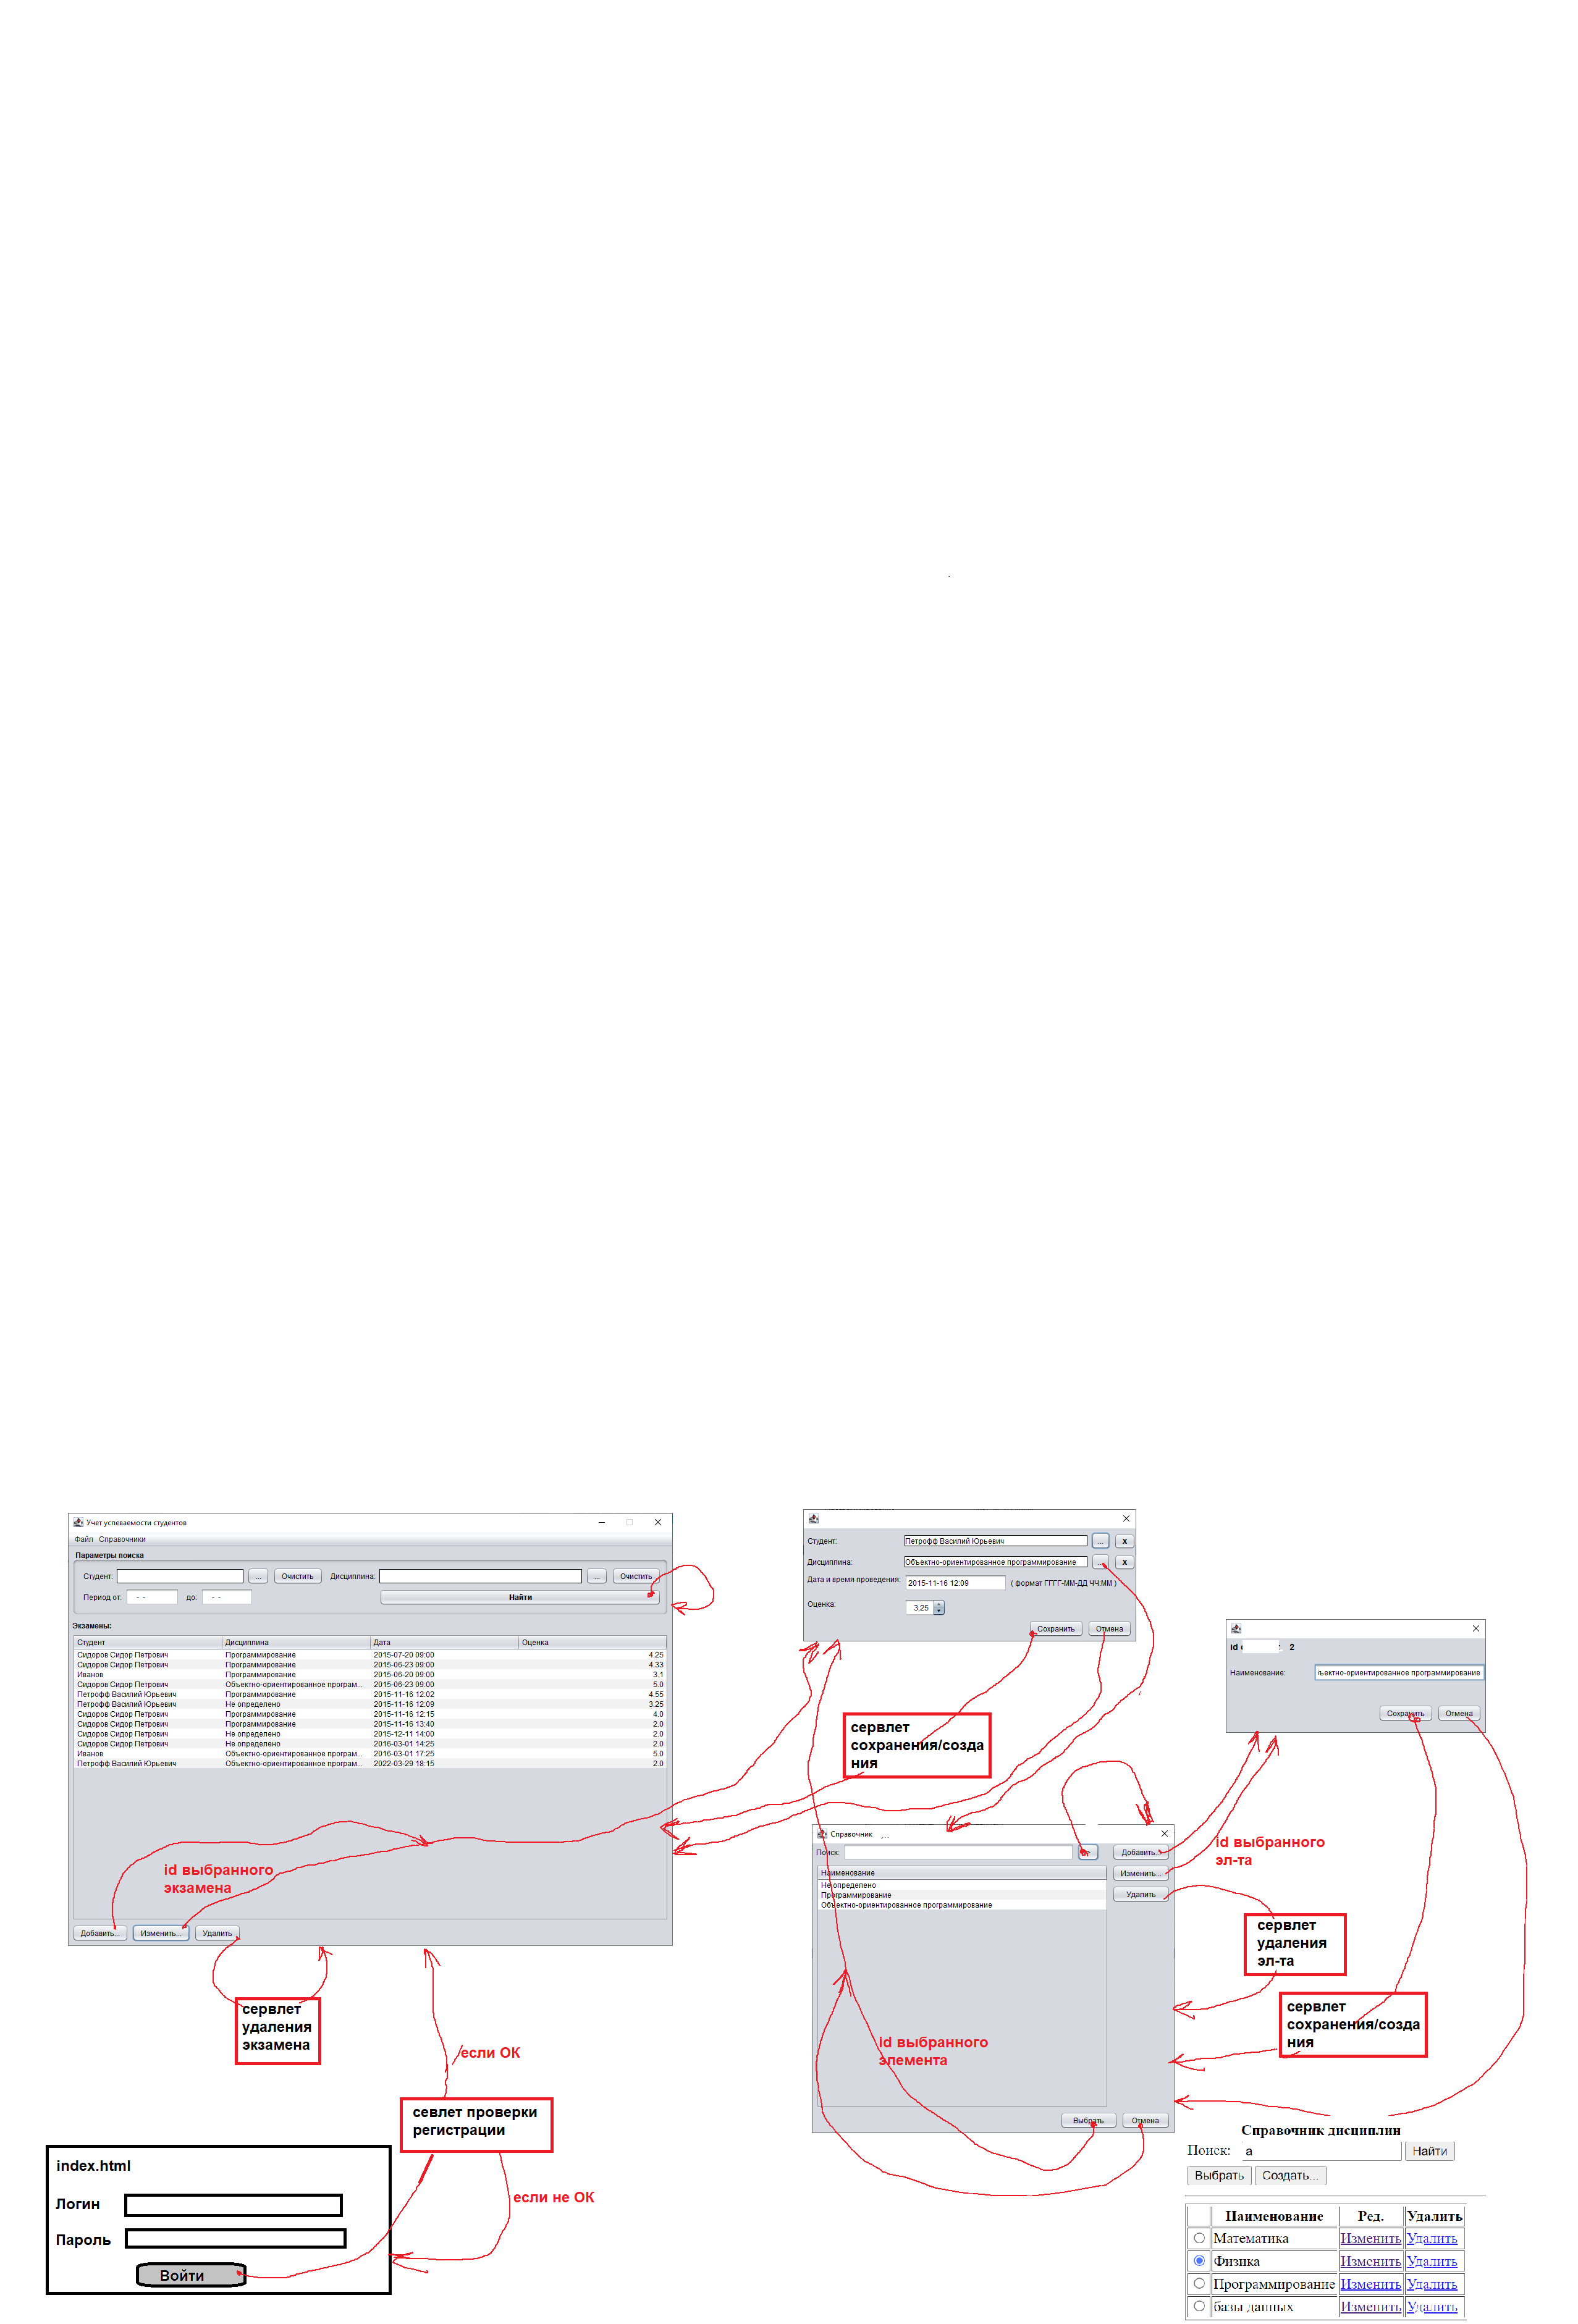 Учет успеваемости студентов
Файл Справочники
Параметры поиска
Студент: ... Очистить Дисциплина: ... Очистить
Период от: - - до: - - Найти
Экзамены:
Студент Дисциплина Дата Оценка
Сидоров Сидор Петрович Программирование 2015-07-20 09:00 4.25
Сидоров Сидор Петрович Программирование 2015-06-23 09:00 4.33
Иванов Программирование 2015-06-20 09:00 3.1
Сидоров Сидор Петрович Объектно-ориентированное програм... 2015-06-23 09:00 5.0
Петрофф Василий Юрьевич Программирование 2015-11-16 12:02 4.55
Петрофф Василий Юрьевич Не определено 2015-11-16 12:09 3.25
Сидоров Сидор Петрович Программирование 2015-11-16 12:15 4.0
Сидоров Сидор Петрович Программирование 2015-11-16 13:40 2.0
Сидоров Сидор Петрович Не определено 2015-12-11 14:00 2.0
Сидоров Сидор Петрович Не определено 2016-03-01 14:25 2.0
Иванов Объектно-ориентированное програм... 2016-03-01 17:25 5.0
Петрофф Василий Юрьевич Объектно-ориентированное програм... 2022-03-29 18:15 2.0
id выбранного
экзамена
Добавить... Изменить... Удалить
сервлет
удаления
экзамена
если ОК
севлет проверки
регистрации
если не ОК
index.html
Логин
Пароль
Войти
Студент: Петрофф Василий Юрьевич ... x
Дисциплина: Объектно-ориентированное программирование ... x
Дата и время проведения: 2015-11-16 12:09 ( формат ГГГГ-ММ-ДД ЧЧ:ММ )
Оценка: 3,25
Сохранить Отмена
сервлет
сохранения/созда
ния
id 2
Наименование: ъектно-ориентированное программирование
Сохранить Отмена
Справочник
Поиск: Добавить...
Наименование Изменить...
Не определено
Программирование Удалить
Объектно-ориентированное программирование
id выбранного
элемента
Выбрать Отмена
id выбранного
эл-та
сервлет
удаления
эл-та
сервлет
сохранения/созда
ния
Справочник дисциплин
Поиск: а Найти
Выбрать Создать...
Наименование Ред. Удалить
Математика Изменить Удалить
Физика Изменить Удалить
Программирование Изменить Удалить
базы данных Изменить Удалить